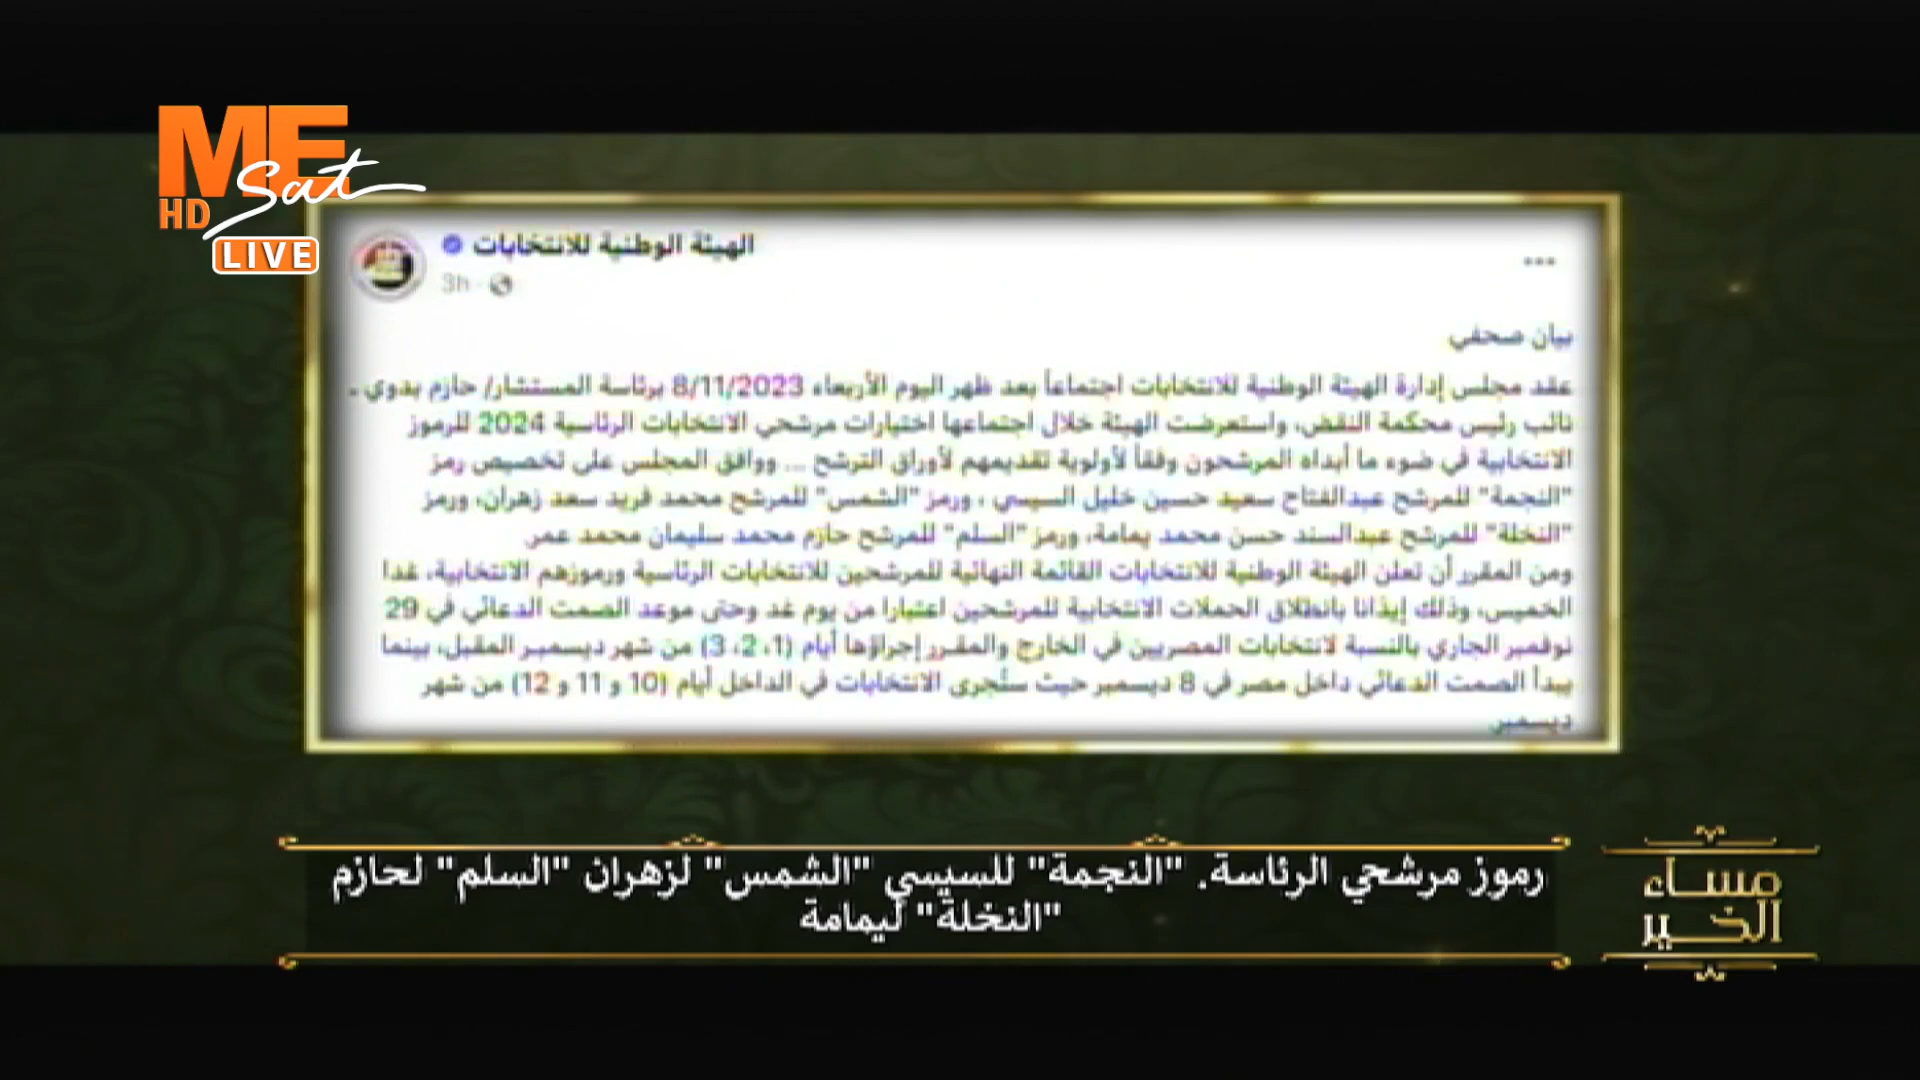 ME
Sat
HD
LIVE
الهيئة الوطنية للانتخابات
3h
بيان صحفي
عقد مجلس إدارة الهيئة الوطنية للانتخابات اجتماعاً بعد ظهر اليوم الأربعاء 8/11/2023 برئاسة المستشار/ حازم بدوي -
نائب رئيس محكمة النقض، واستعرضت الهيئة خلال اجتماعها اختيارات مرشحي الانتخابات الرئاسية 2024 للرموز
الانتخابية في ضوء ما أبداه المرشحون وفقاً لأولوية تقديمهم لأوراق الترشح ... ووافق المجلس على تخصيص رمز
"النجمة" للمرشح عبدالفتاح سعيد حسين خليل السيسي ، ورمز "الشمس" للمرشح محمد فريد سعد زهران، ورمز
"النخلة" للمرشح عبدالسند حسن محمد يمامة، ورمز "السلم" للمرشح حازم محمد سليمان محمد عمر
ومن المقرر أن تعلن الهيئة الوطنية للانتخابات القائمة النهائية للمرشحين للانتخابات الرئاسية ورموزهم الانتخابية، غدا
الخميس، وذلك إيذانا بانطلاق الحملات الانتخابية للمرشحين اعتبارا من يوم غد وحتى موعد الصمت الدعائي في 29
نوفمبر الجاري بالنسبة لانتخابات المصريين في الخارج والمقرر إجراؤها أيام (1، 2، 3) من شهر ديسمبر المقبل، بينما
يبدأ الصمت الدعائي داخل مصر في 8 ديسمبر حيث ستُجرى الانتخابات في الداخل أيام (10 و 11 و 12) من شهر
ديسمبر
رموز مرشحي الرئاسة. "النجمة" للسيسي "الشمس" لزهران "السلم" لحازم
"النخلة" ليمامة
مساء
الخير